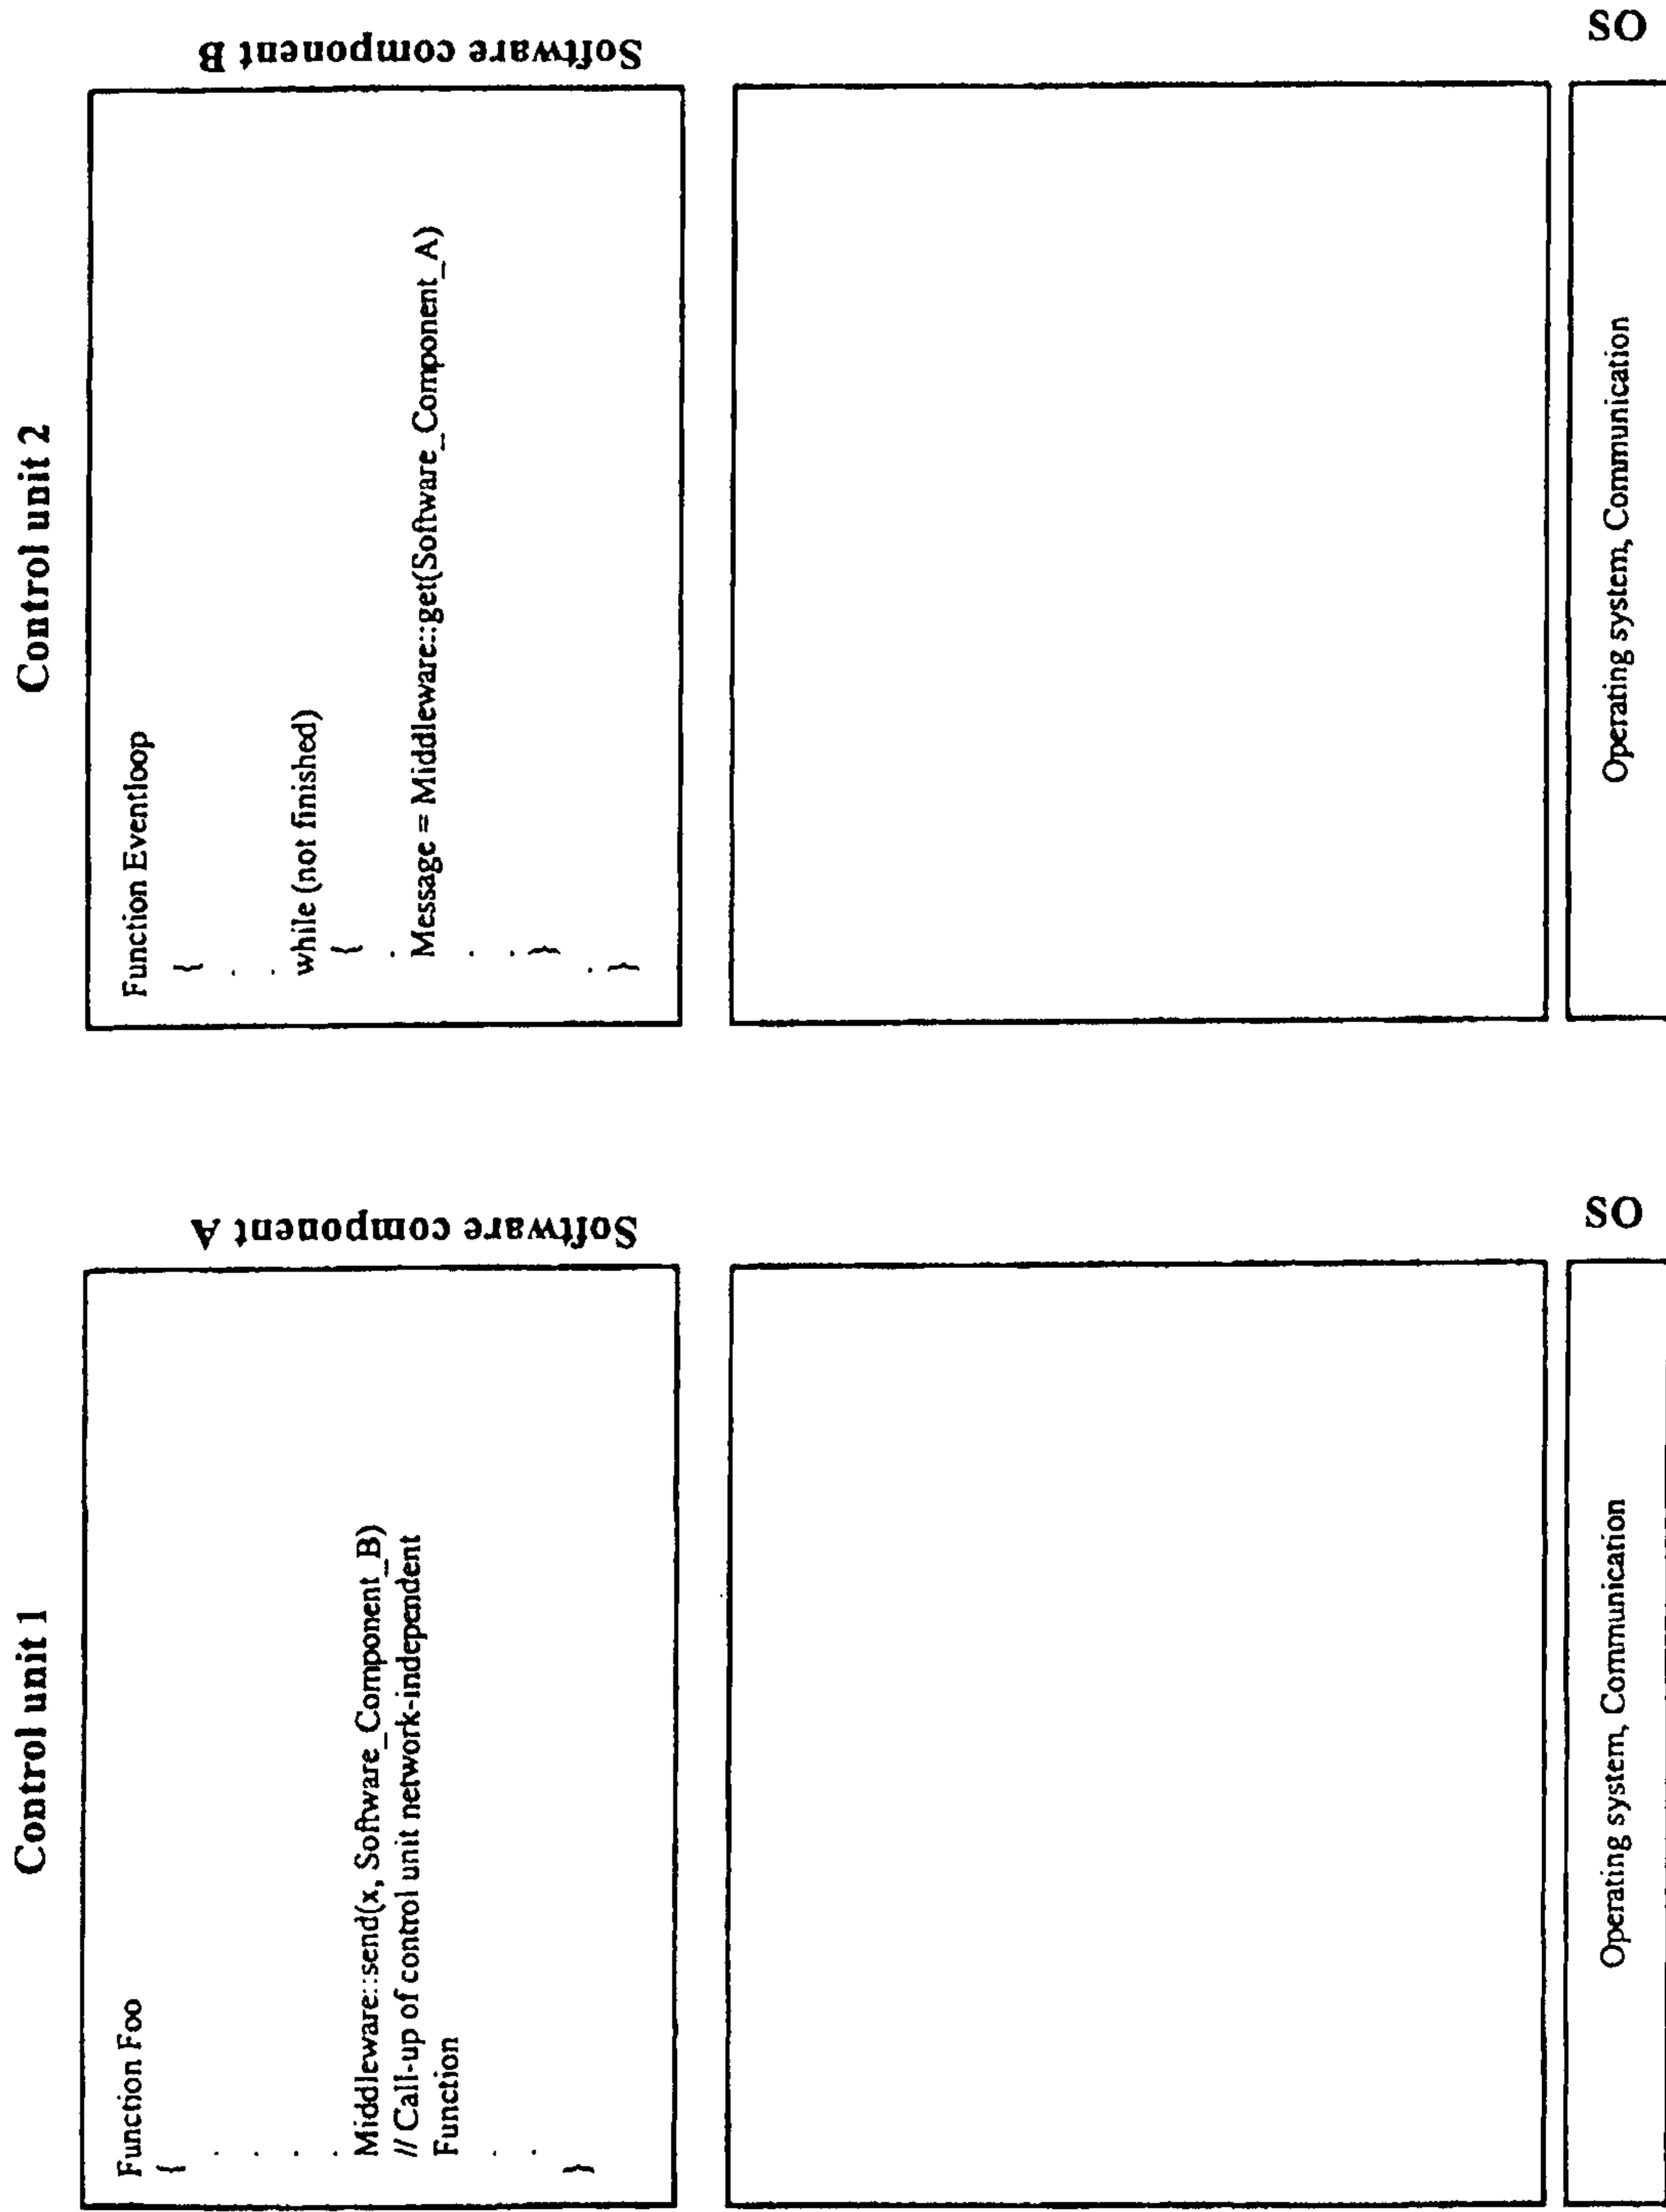 Control unit 1
Function Foo
{
.
.
.
.
Middleware::send(x, Software_Component_B)
// Call-up of control unit network-independent
Function
.
.
}
Software component A
Operating system, Communication
OS
Control unit 2
Function Eventloop
{
.
.
while (not finished)
{
.
Message = Middleware::get(Software_Component_A)
.
.
}
.
}
Software component B
Operating system, Communication
OS